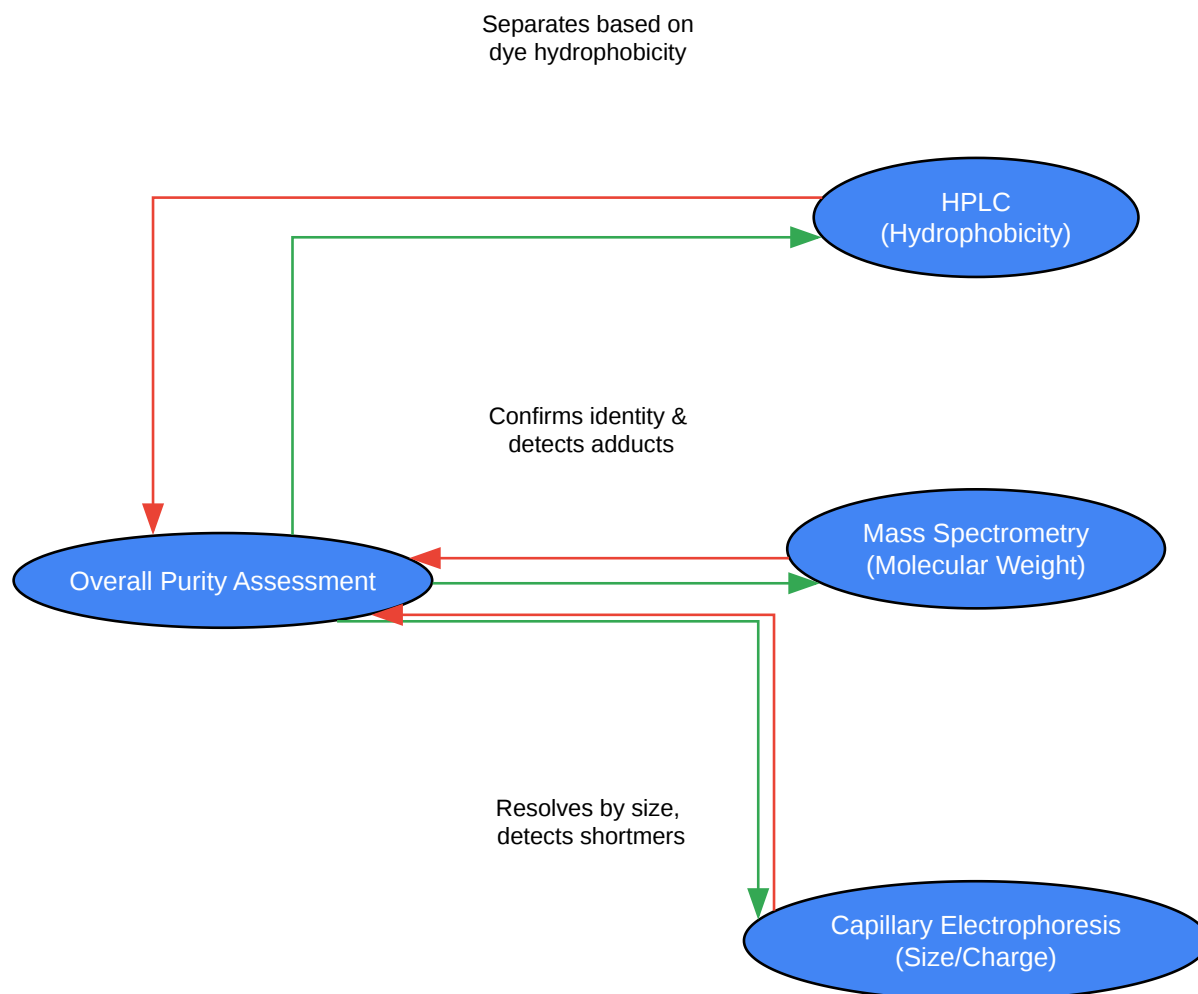 Separates based on
dye hydrophobicity
HPLC
(Hydrophobicity)
Confirms identity &
detects adducts
Mass Spectrometry
(Molecular Weight)
Overall Purity Assessment
Resolves by size,
detects shortmers
Capillary Electrophoresis
(Size/Charge)